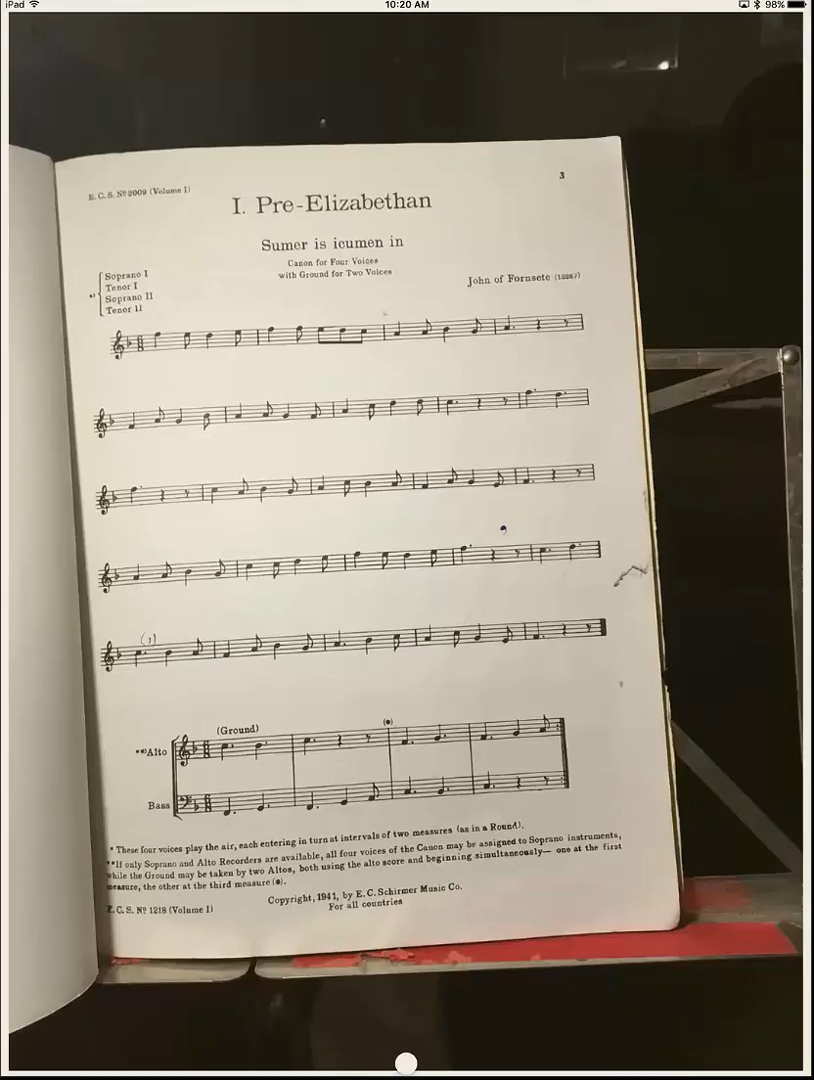 iPad
10:20 AM
98%
3
E. C. S. Nº 2009 (Volume I)
I. Pre-Elizabethan
Sumer is icumen in
Canon for Four Voices
with Ground for Two Voices
John of Fornsete (1226?)
Soprano I
Tenor I
*) Soprano II
Tenor II
(Ground)
**) Alto
Bass
* These four voices play the air, each entering in turn at intervals of two measures (as in a Round).
**If only Soprano and Alto Recorders are available, all four voices of the Canon may be assigned to Soprano instruments,
while the Ground may be taken by two Altos, both using the alto score and beginning simultaneously— one at the first
measure, the other at the third measure (•).
Copyright, 1941, by E. C. Schirmer Music Co.
For all countries
E. C. S. Nº 1218 (Volume I)